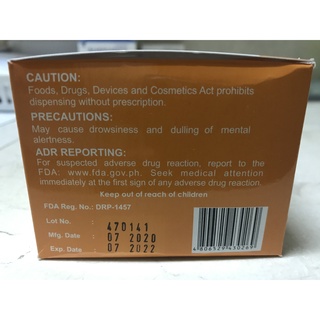 CAUTION:
Foods, Drugs, Devices and Cosmetics Act prohibits
dispensing without prescription.
PRECAUTIONS:
May cause drowsiness and dulling of mental
alertness.
ADR REPORTING:
For suspected adverse drug reaction, report to the
FDA: www.fda.gov.ph. Seek medical attention
immediately at the first sign of any adverse drug reaction.
Keep out of reach of children
FDA Reg. No.: DRP-1457
Lot No. : 470141
Mfg. Date : 07 2020
Exp. Date : 07 2022